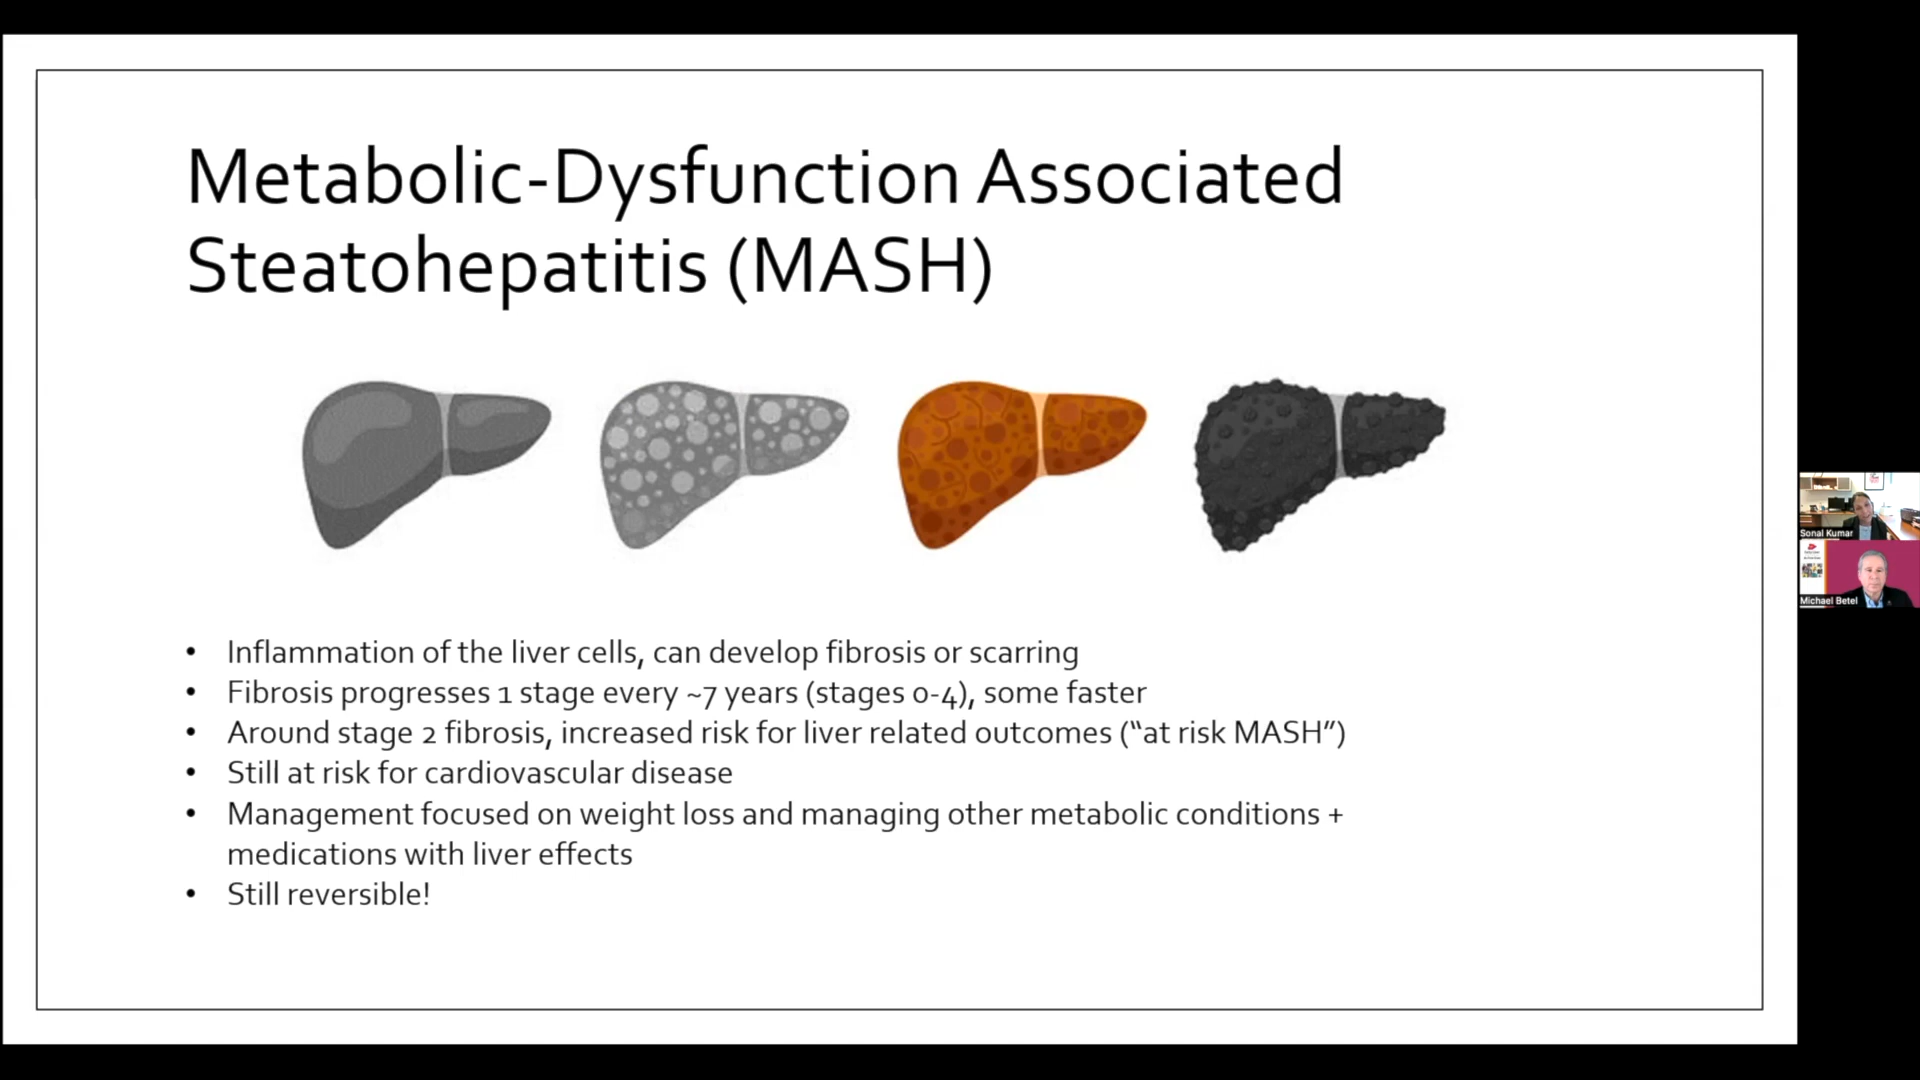 Metabolic-Dysfunction Associated
Steatohepatitis (MASH)
• Inflammation of the liver cells, can develop fibrosis or scarring
• Fibrosis progresses 1 stage every ~7 years (stages 0-4), some faster
• Around stage 2 fibrosis, increased risk for liver related outcomes (“at risk MASH”)
• Still at risk for cardiovascular disease
• Management focused on weight loss and managing other metabolic conditions +
medications with liver effects
• Still reversible!
Sonal Kumar
Michael Betel